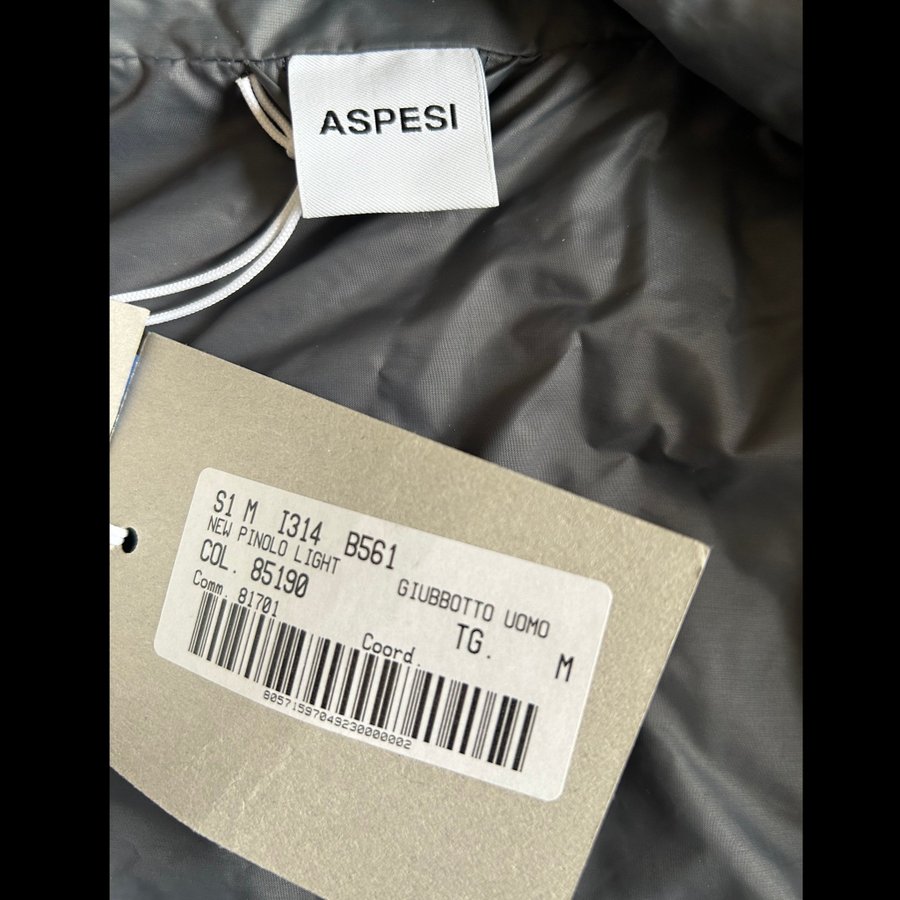 ASPESI
S1 M I314 B561
NEW PINOLO LIGHT GIUBBOTTO UOMO
COL. 85190 TG. M
Comm. 81701 Coord.
8057159704923000002